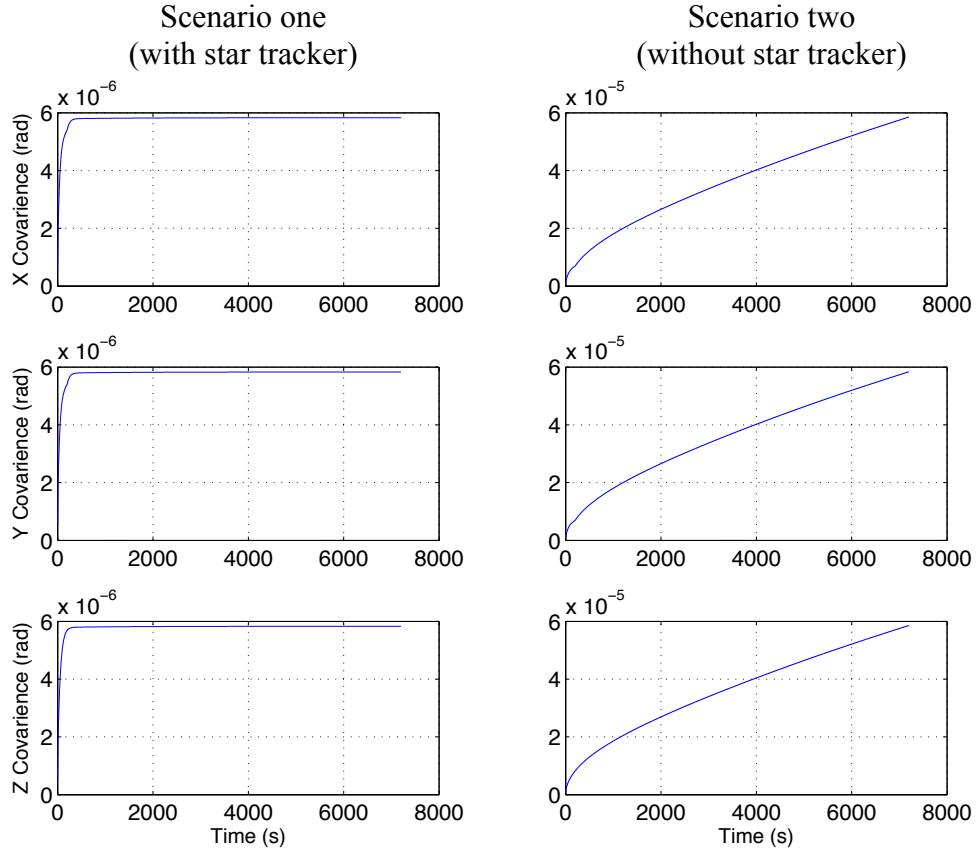 Scenario one
(with star tracker)
Scenario two
(without star tracker)
x 10⁻⁶
6
4
2
0
X Covarience (rad)
0 2000 4000 6000 8000
x 10⁻⁵
6
4
2
0
0 2000 4000 6000 8000
x 10⁻⁶
6
4
2
0
Y Covarience (rad)
0 2000 4000 6000 8000
x 10⁻⁵
6
4
2
0
0 2000 4000 6000 8000
x 10⁻⁶
6
4
2
0
Z Covarience (rad)
0 2000 4000 6000 8000
Time (s)
x 10⁻⁵
6
4
2
0
0 2000 4000 6000 8000
Time (s)